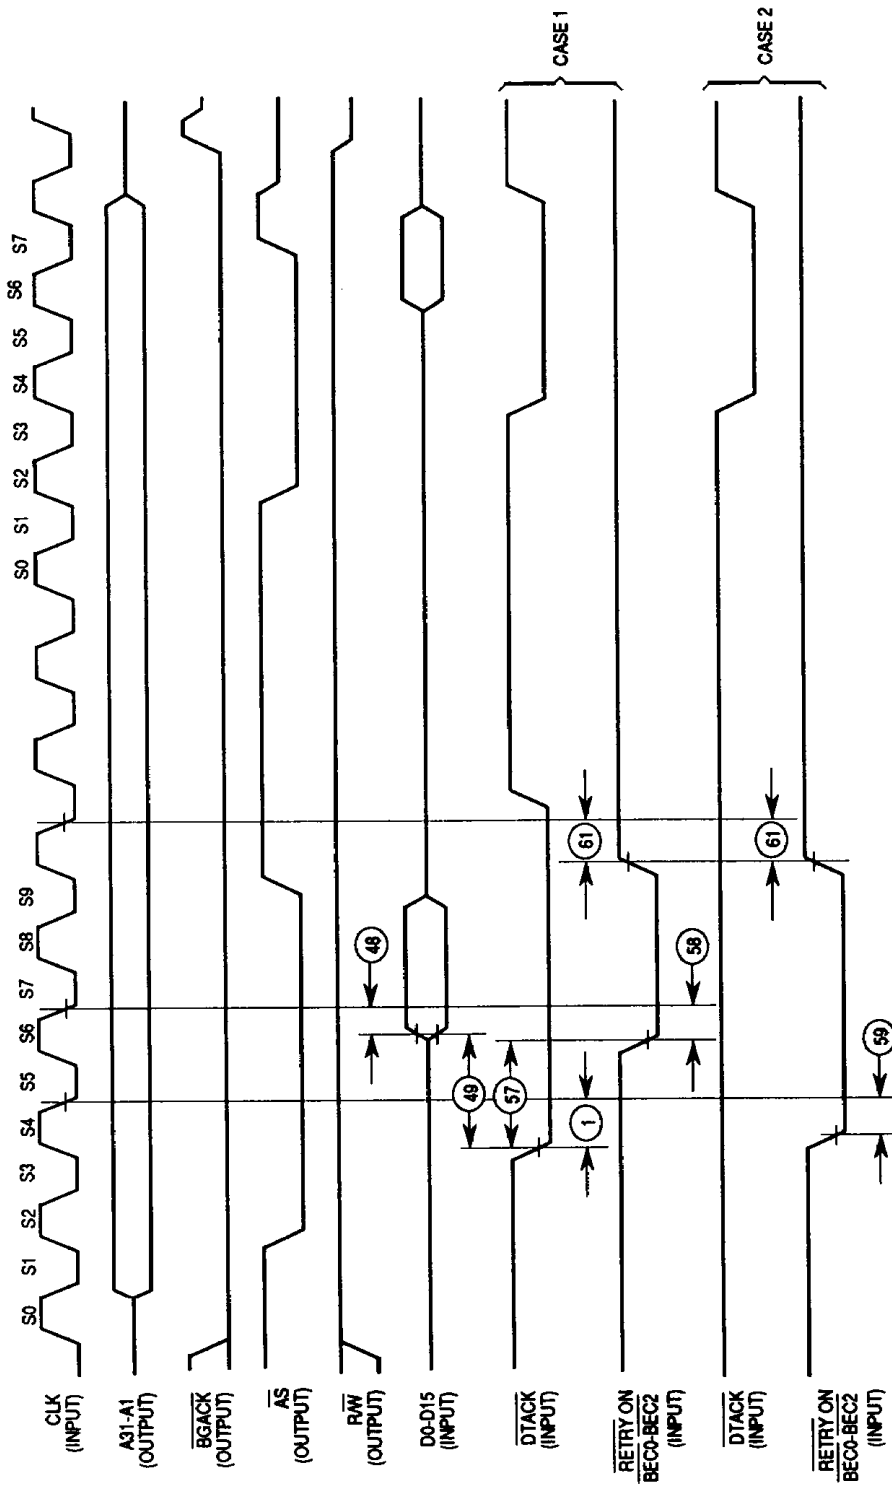 S0 S1 S2 S3 S4 S5 S6 S7 S8 S9 S0 S1 S2 S3 S4 S5 S6 S7
CLK
(INPUT)
A31-A1
(OUTPUT)
BGACK
(OUTPUT)
AS
(OUTPUT)
R/W
(OUTPUT)
48
D0-D15
(INPUT)
49
57
DTACK
(INPUT)
CASE 1
1
61
RETRY ON
BEC0-BEC2
(INPUT)
58
DTACK
(INPUT)
CASE 2
61
RETRY ON
BEC0-BEC2
(INPUT)
59